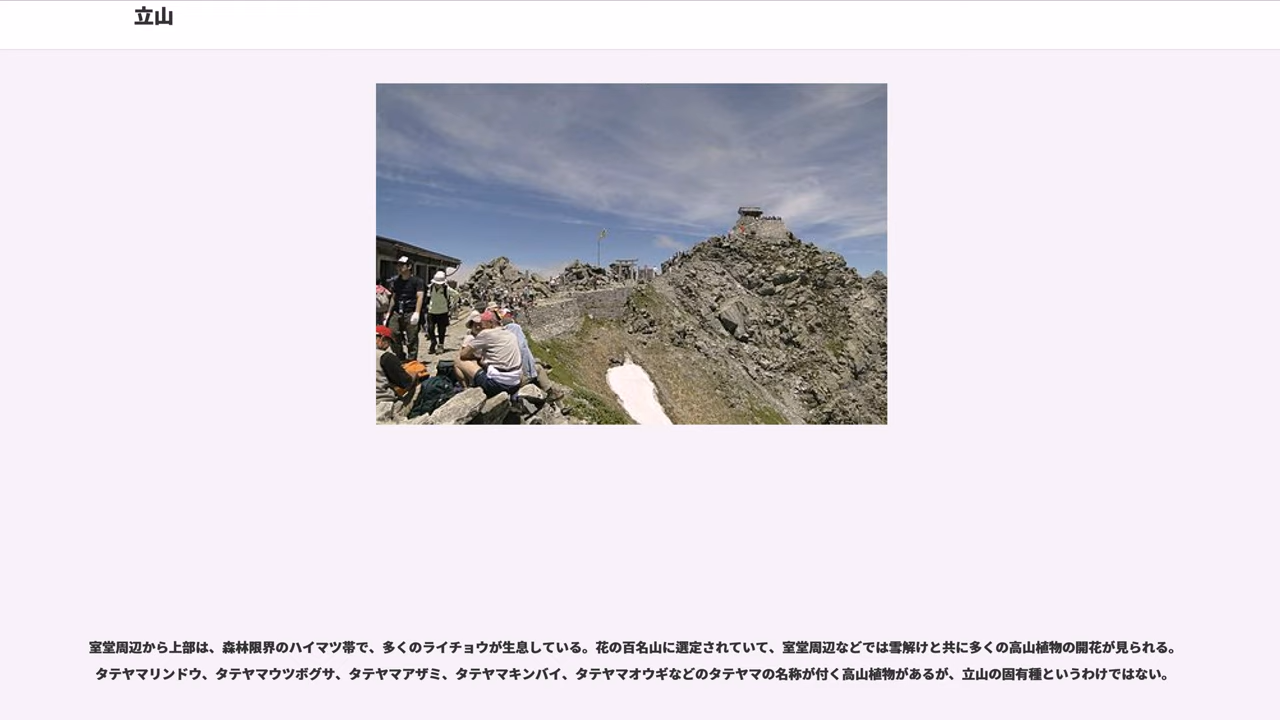 立山
室堂周辺から上部は、森林限界のハイマツ帯で、多くのライチョウが生息している。花の百名山に選定されていて、室堂周辺などでは雪解けと共に多くの高山植物の開花が見られる。
タテヤマリンドウ、タテヤマウツボグサ、タテヤマアザミ、タテヤマキンバイ、タテヤマオウギなどのタテヤマの名称が付く高山植物があるが、立山の固有種というわけではない。